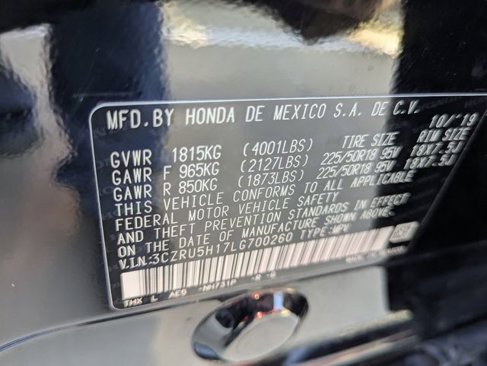 MFD. BY HONDA DE MEXICO S.A. DE C.V.
10/'19
GVWR 1815KG (4001LBS) TIRE SIZE RIM SIZE
GAWR F 965KG (2127LBS) 225/50R18 95V 18X7.5J
GAWR R 850KG (1873LBS) 225/50R18 95V 18X7.5J
THIS VEHICLE CONFORMS TO ALL APPLICABLE
FEDERAL MOTOR VEHICLE SAFETY
AND THEFT PREVENTION STANDARDS IN EFFECT
ON THE DATE OF MANUFACTURE SHOWN ABOVE.
V.I.N.:3CZRU5H17LG700260 TYPE:MPV
THX L AES NH731P -R -G